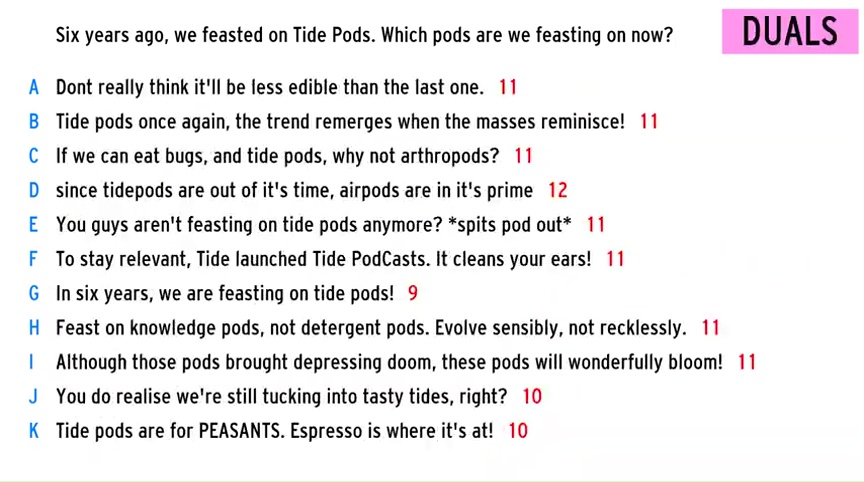 Six years ago, we feasted on Tide Pods. Which pods are we feasting on now?
DUALS
A Dont really think it'll be less edible than the last one. 11
B Tide pods once again, the trend remerges when the masses reminisce! 11
C If we can eat bugs, and tide pods, why not arthropods? 11
D since tidepods are out of it's time, airpods are in it's prime 12
E You guys aren't feasting on tide pods anymore? *spits pod out* 11
F To stay relevant, Tide launched Tide PodCasts. It cleans your ears! 11
G In six years, we are feasting on tide pods! 9
H Feast on knowledge pods, not detergent pods. Evolve sensibly, not recklessly. 11
I Although those pods brought depressing doom, these pods will wonderfully bloom! 11
J You do realise we're still tucking into tasty tides, right? 10
K Tide pods are for PEASANTS. Espresso is where it's at! 10